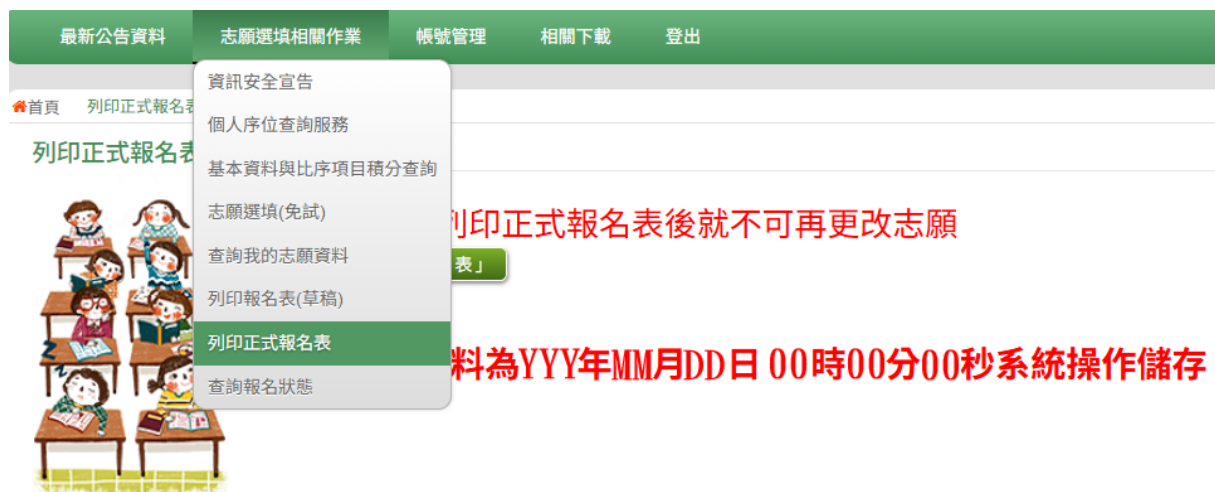 最新公告資料 志願選填相關作業 帳號管理 相關下載 登出
資訊安全宣告
首頁 列印正式報名表
個人序位查詢服務
列印正式報名表
基本資料與比序項目積分查詢
志願選填(免試)
列印正式報名表後就不可再更改志願
查詢我的志願資料
表」
列印報名表(草稿)
列印正式報名表
料為YYY年MM月DD日 00時00分00秒系統操作儲存
查詢報名狀態